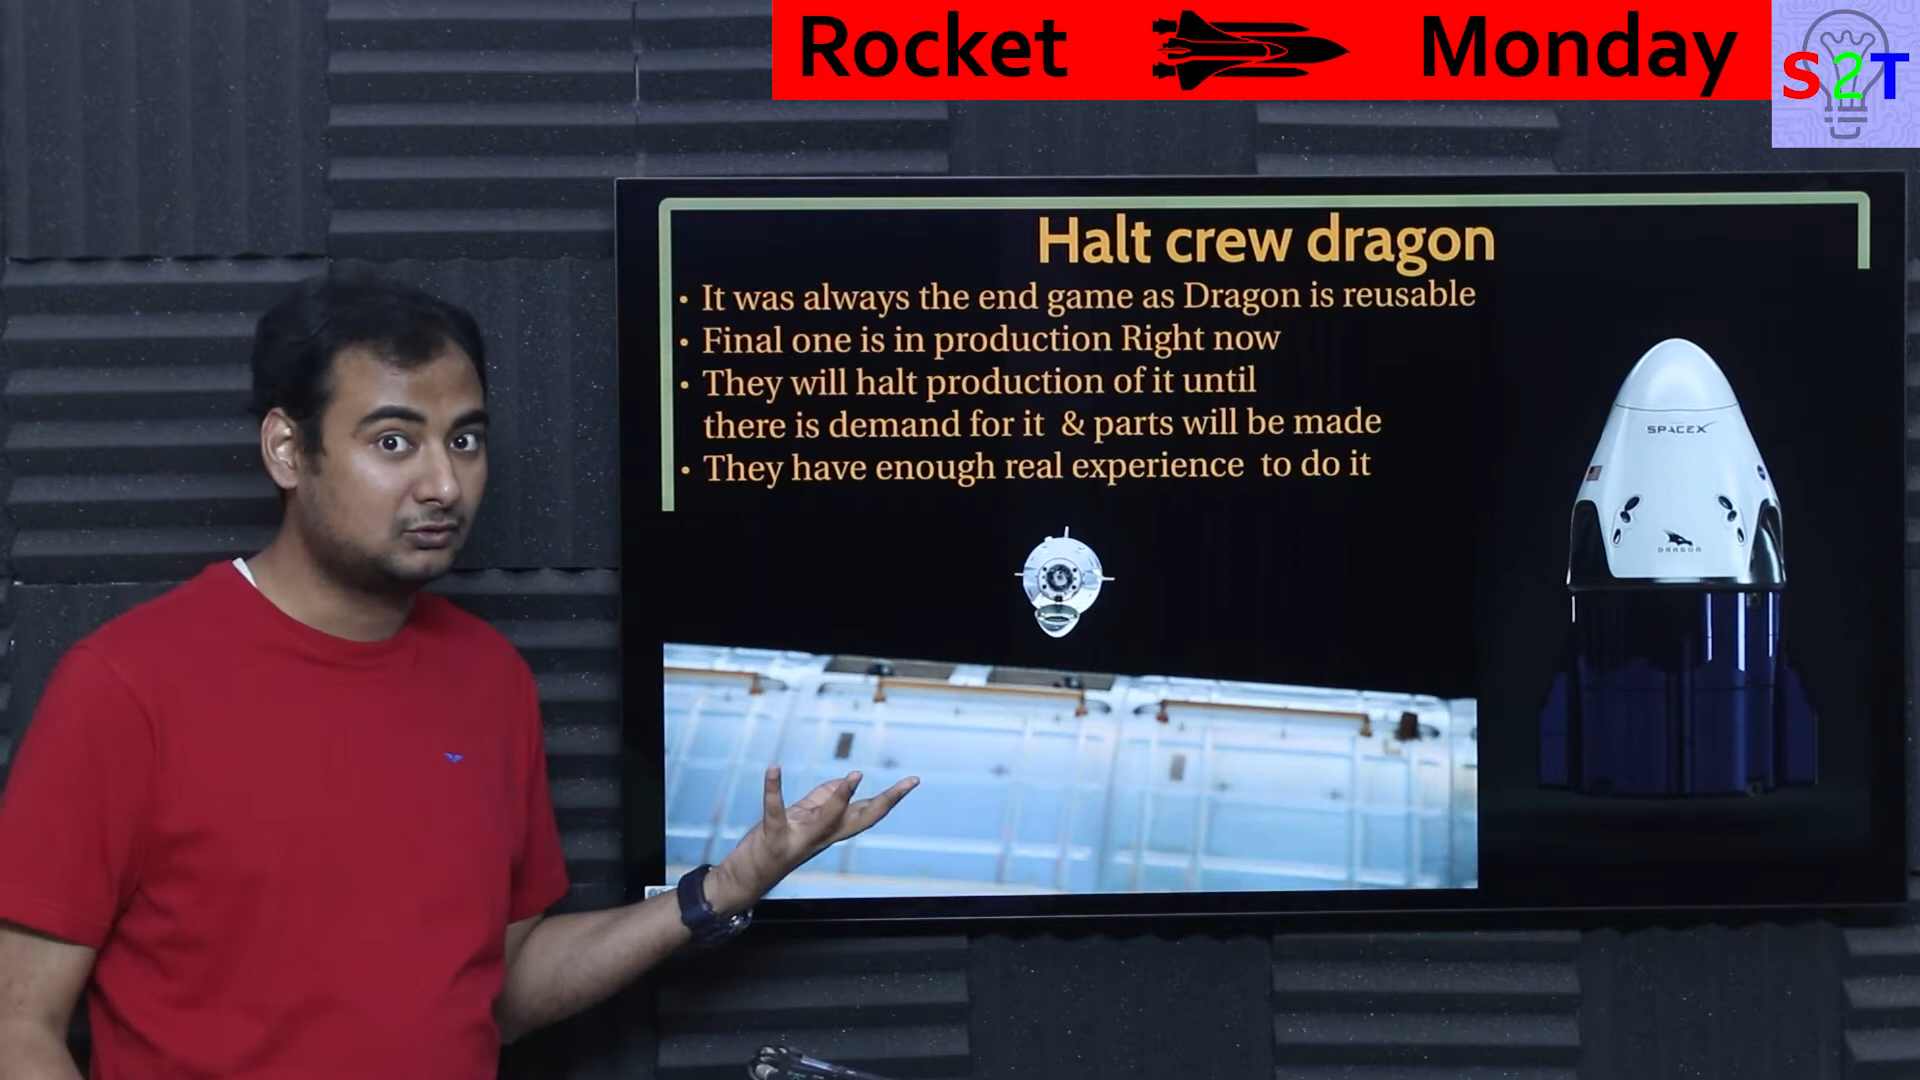 Rocket Monday
S2T
Halt crew dragon
• It was always the end game as Dragon is reusable
• Final one is in production Right now
• They will halt production of it until
there is demand for it & parts will be made
• They have enough real experience to do it
SPACEX
DRAGON